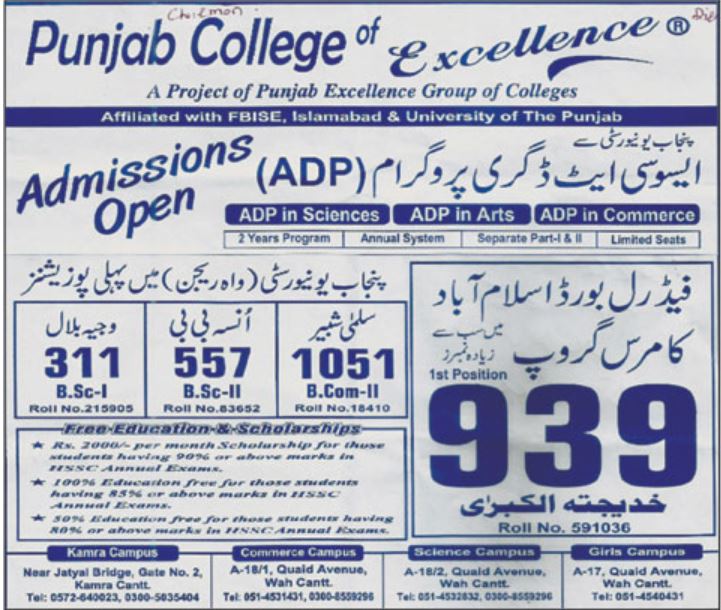 Chairman
Punjab College of Excellence ®
A Project of Punjab Excellence Group of Colleges
Affiliated with FBISE, Islamabad & University of The Punjab
Admissions Open
پنجاب یونیورسٹی سے
ایسوسی ایٹ ڈگری پروگرام (ADP)
ADP in Sciences ADP in Arts ADP in Commerce
2 Years Program Annual System Separate Part-I & II Limited Seats
پنجاب یونیورسٹی (واہ ریجن) میں پہلی پوزیشنز
وجیہ بلال
311
B.Sc-I
Roll No.215905
اُنسہ بی بی
557
B.Sc-II
Roll No.83652
سلمیٰ شبیر
1051
B.Com-II
Roll No.18410
فیڈرل بورڈ اسلام آباد
کامرس گروپ میں سب سے زیادہ نمبرز
1st Position
939
خدیجتہ الکبریٰ
Roll No. 591036
Free Education & Scholarships
★ Rs. 2000/- per month Scholarship for those
students having 90% or above marks in
HSSC Annual Exams.
★ 100% Education free for those students
having 85% or above marks in HSSC
Annual Exams.
★ 50% Education free for those students having
80% or above marks in HSSC Annual Exams.
Kamra Campus
Near Jatyal Bridge, Gate No. 2,
Kamra Cantt.
Tel: 0572-640023, 0300-5035404
Commerce Campus
A-18/1, Quaid Avenue,
Wah Cantt.
Tel: 051-4531431, 0300-8559296
Science Campus
A-18/2, Quaid Avenue,
Wah Cantt.
Tel: 051-4532832, 0300-8559296
Girls Campus
A-17, Quaid Avenue,
Wah Cantt.
Tel: 051-4540431